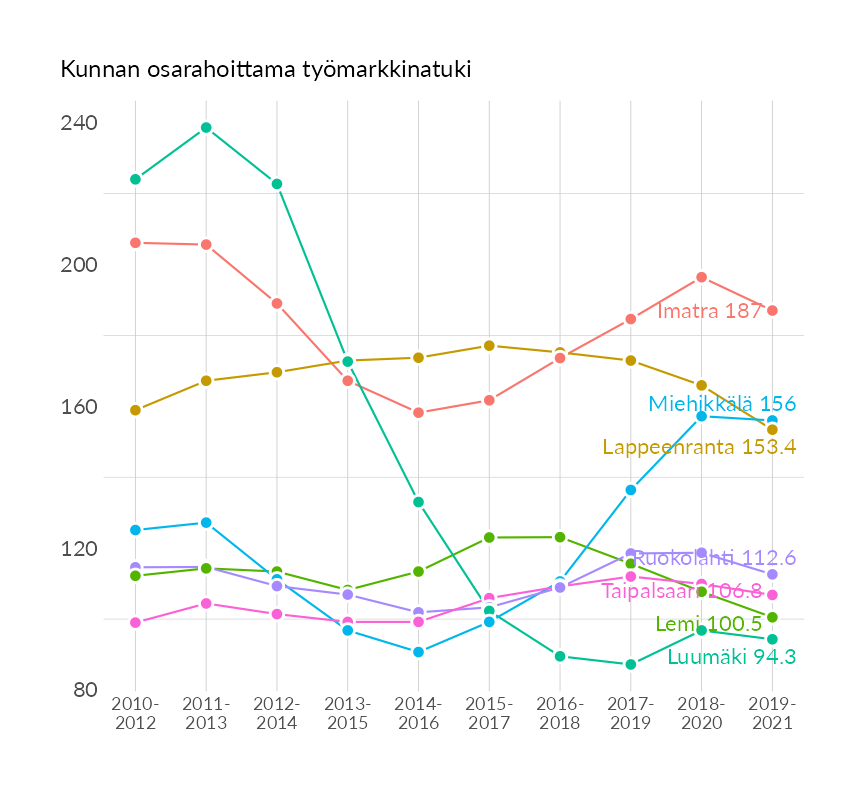 Kunnan osarahoittama työmarkkinatuki
240
200
160
120
80
Imatra 187
Miehikkälä 156
Lappeenranta 153.4
Ruokolahti 112.6
Taipalsaari 106.8
Lemi 100.5
Luumäki 94.3
2010-2012
2011-2013
2012-2014
2013-2015
2014-2016
2015-2017
2016-2018
2017-2019
2018-2020
2019-2021